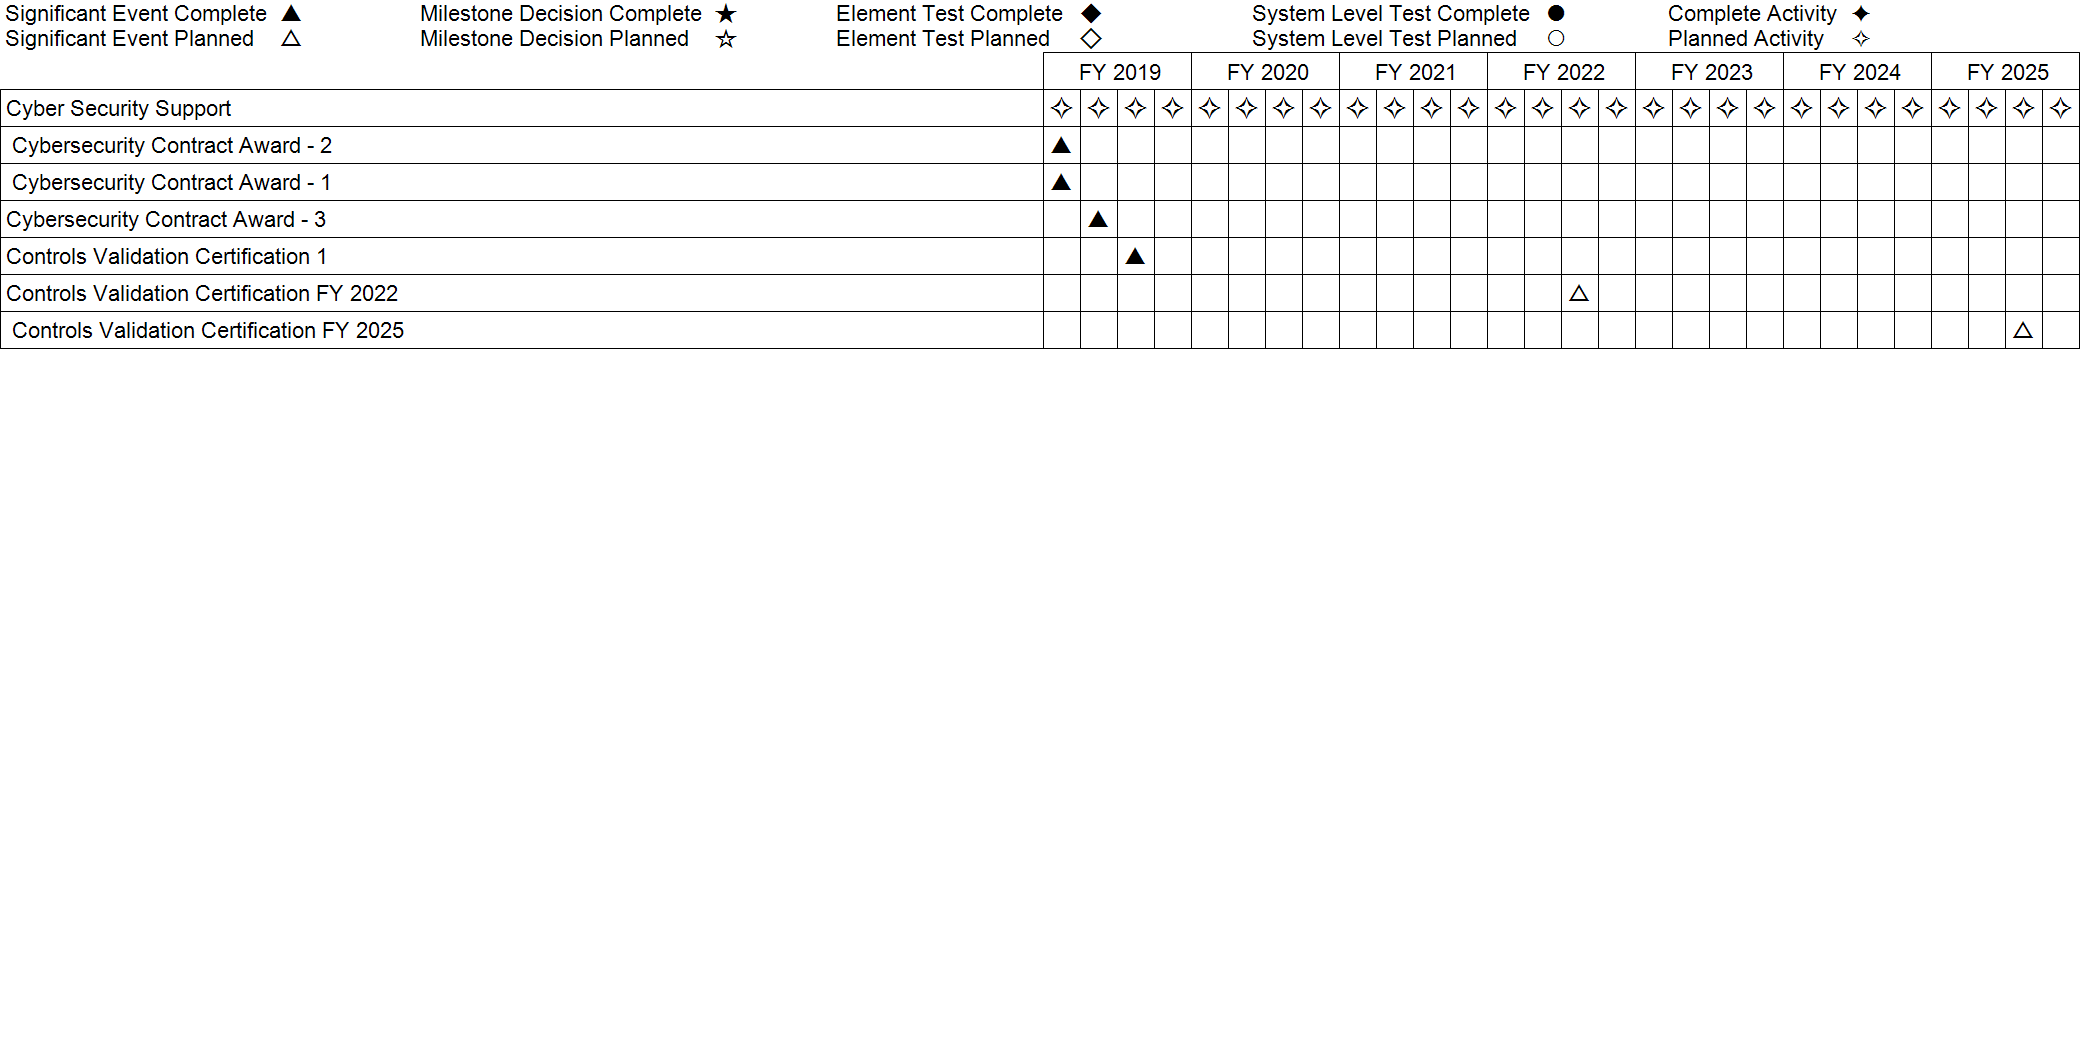 Significant Event Complete ▲ Milestone Decision Complete ★ Element Test Complete ◆ System Level Test Complete ● Complete Activity ✦
Significant Event Planned △ Milestone Decision Planned ☆ Element Test Planned ◇ System Level Test Planned ○ Planned Activity ✧
FY 2019 FY 2020 FY 2021 FY 2022 FY 2023 FY 2024 FY 2025
Cyber Security Support ✧ ✧ ✧ ✧ ✧ ✧ ✧ ✧ ✧ ✧ ✧ ✧ ✧ ✧ ✧ ✧ ✧ ✧ ✧ ✧ ✧ ✧ ✧ ✧ ✧ ✧ ✧ ✧
Cybersecurity Contract Award - 2 ▲
Cybersecurity Contract Award - 1 ▲
Cybersecurity Contract Award - 3 ▲
Controls Validation Certification 1 ▲
Controls Validation Certification FY 2022 △
Controls Validation Certification FY 2025 △